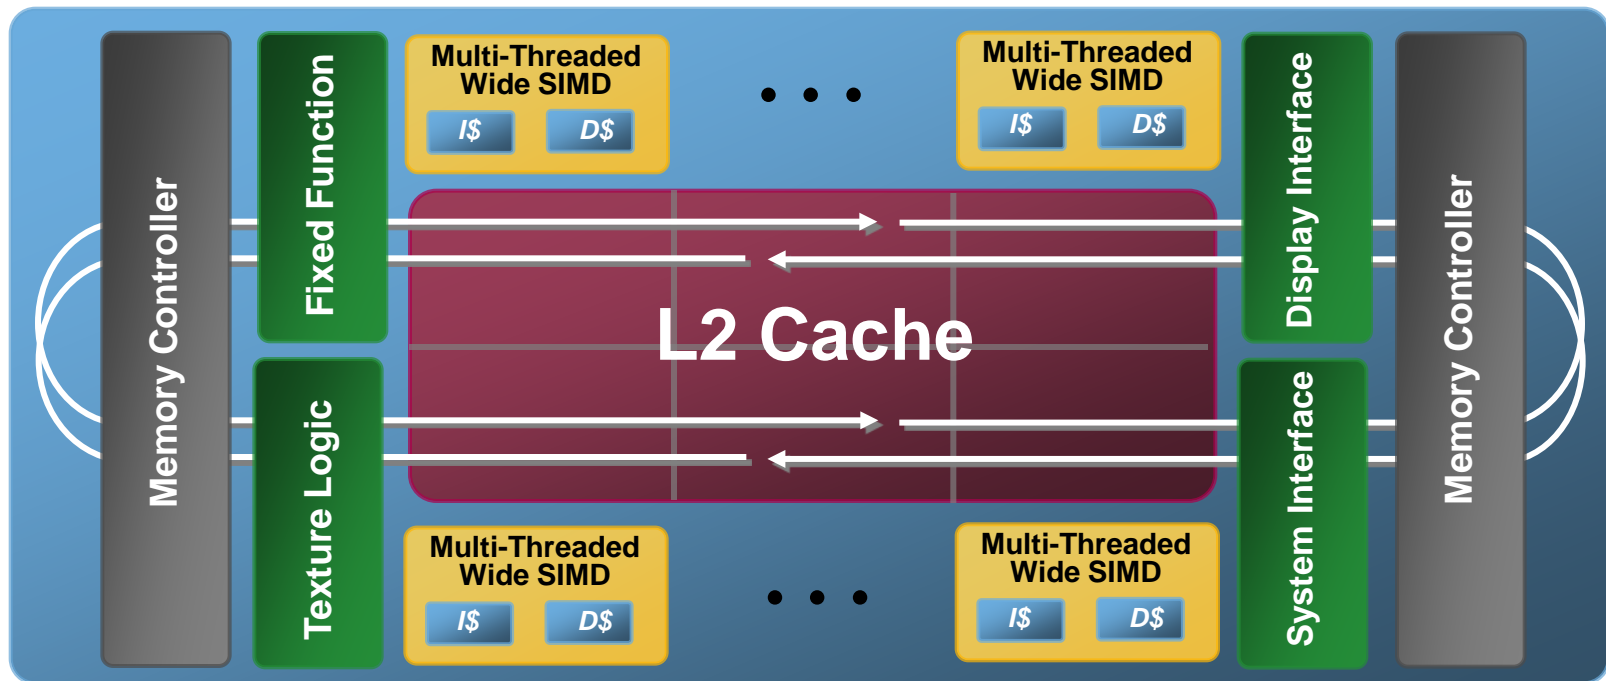 Memory Controller
Fixed Function
Texture Logic
Multi-Threaded
Wide SIMD
I$ D$
• • •
Multi-Threaded
Wide SIMD
I$ D$
L2 Cache
Multi-Threaded
Wide SIMD
I$ D$
• • •
Multi-Threaded
Wide SIMD
I$ D$
Display Interface
System Interface
Memory Controller